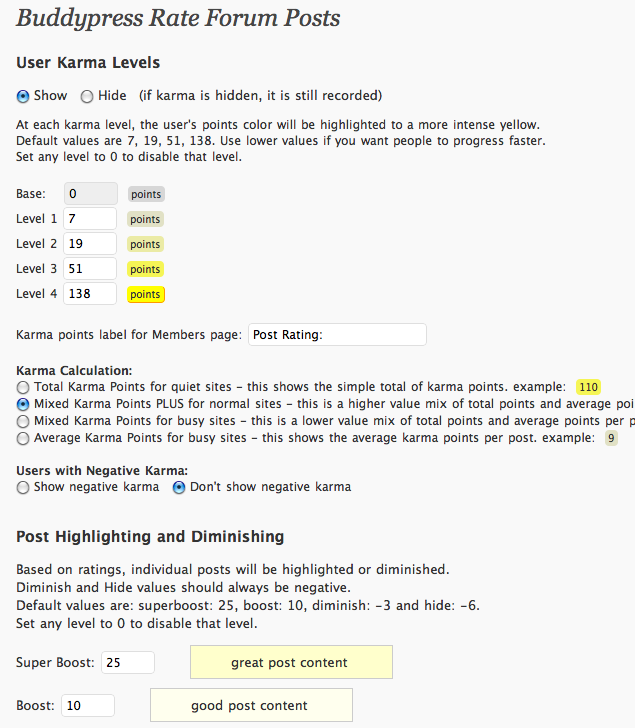 Buddypress Rate Forum Posts
User Karma Levels
Show Hide (if karma is hidden, it is still recorded)
At each karma level, the user's points color will be highlighted to a more intense yellow.
Default values are 7, 19, 51, 138. Use lower values if you want people to progress faster.
Set any level to 0 to disable that level.
Base: 0 points
Level 1 7 points
Level 2 19 points
Level 3 51 points
Level 4 138 points
Karma points label for Members page: Post Rating:
Karma Calculation:
Total Karma Points for quiet sites - this shows the simple total of karma points. example: 110
Mixed Karma Points PLUS for normal sites - this is a higher value mix of total points and average poi
Mixed Karma Points for busy sites - this is a lower value mix of total points and average points per p
Average Karma Points for busy sites - this shows the average karma points per post. example: 9
Users with Negative Karma:
Show negative karma Don't show negative karma
Post Highlighting and Diminishing
Based on ratings, individual posts will be highlighted or diminished.
Diminish and Hide values should always be negative.
Default values are: superboost: 25, boost: 10, diminish: -3 and hide: -6.
Set any level to 0 to disable that level.
Super Boost: 25 great post content
Boost: 10 good post content